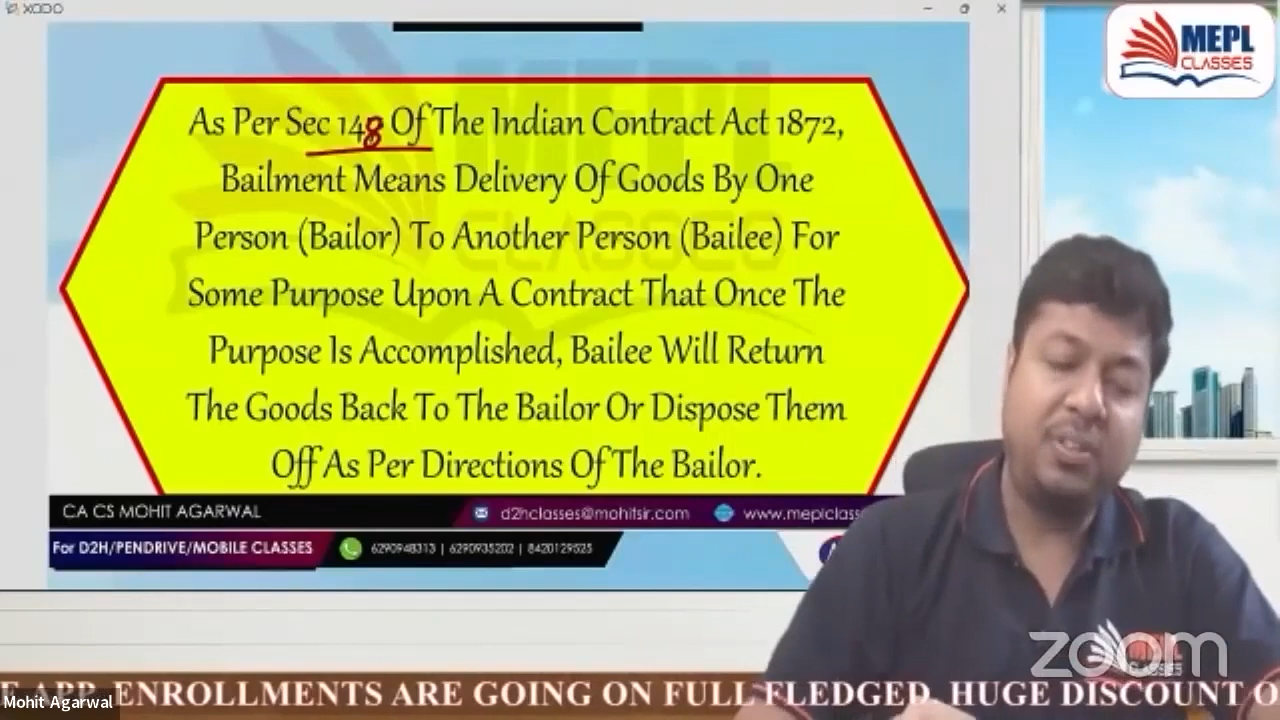 XODO
MEPL
CLASSES
As Per Sec 148 Of The Indian Contract Act 1872,
Bailment Means Delivery Of Goods By One
Person (Bailor) To Another Person (Bailee) For
Some Purpose Upon A Contract That Once The
Purpose Is Accomplished, Bailee Will Return
The Goods Back To The Bailor Or Dispose Them
Off As Per Directions Of The Bailor.
CA CS MOHIT AGARWAL
d2hclasses@mohitsir.com
www.meplclass
For D2H/PENDRIVE/MOBILE CLASSES
6290948313 | 6290935202 | 8420129525
MEPL
CLASSES
zoom
Mohit Agarwal
APP. ENROLLMENTS ARE GOING ON FULL FLEDGED. HUGE DISCOUNT O